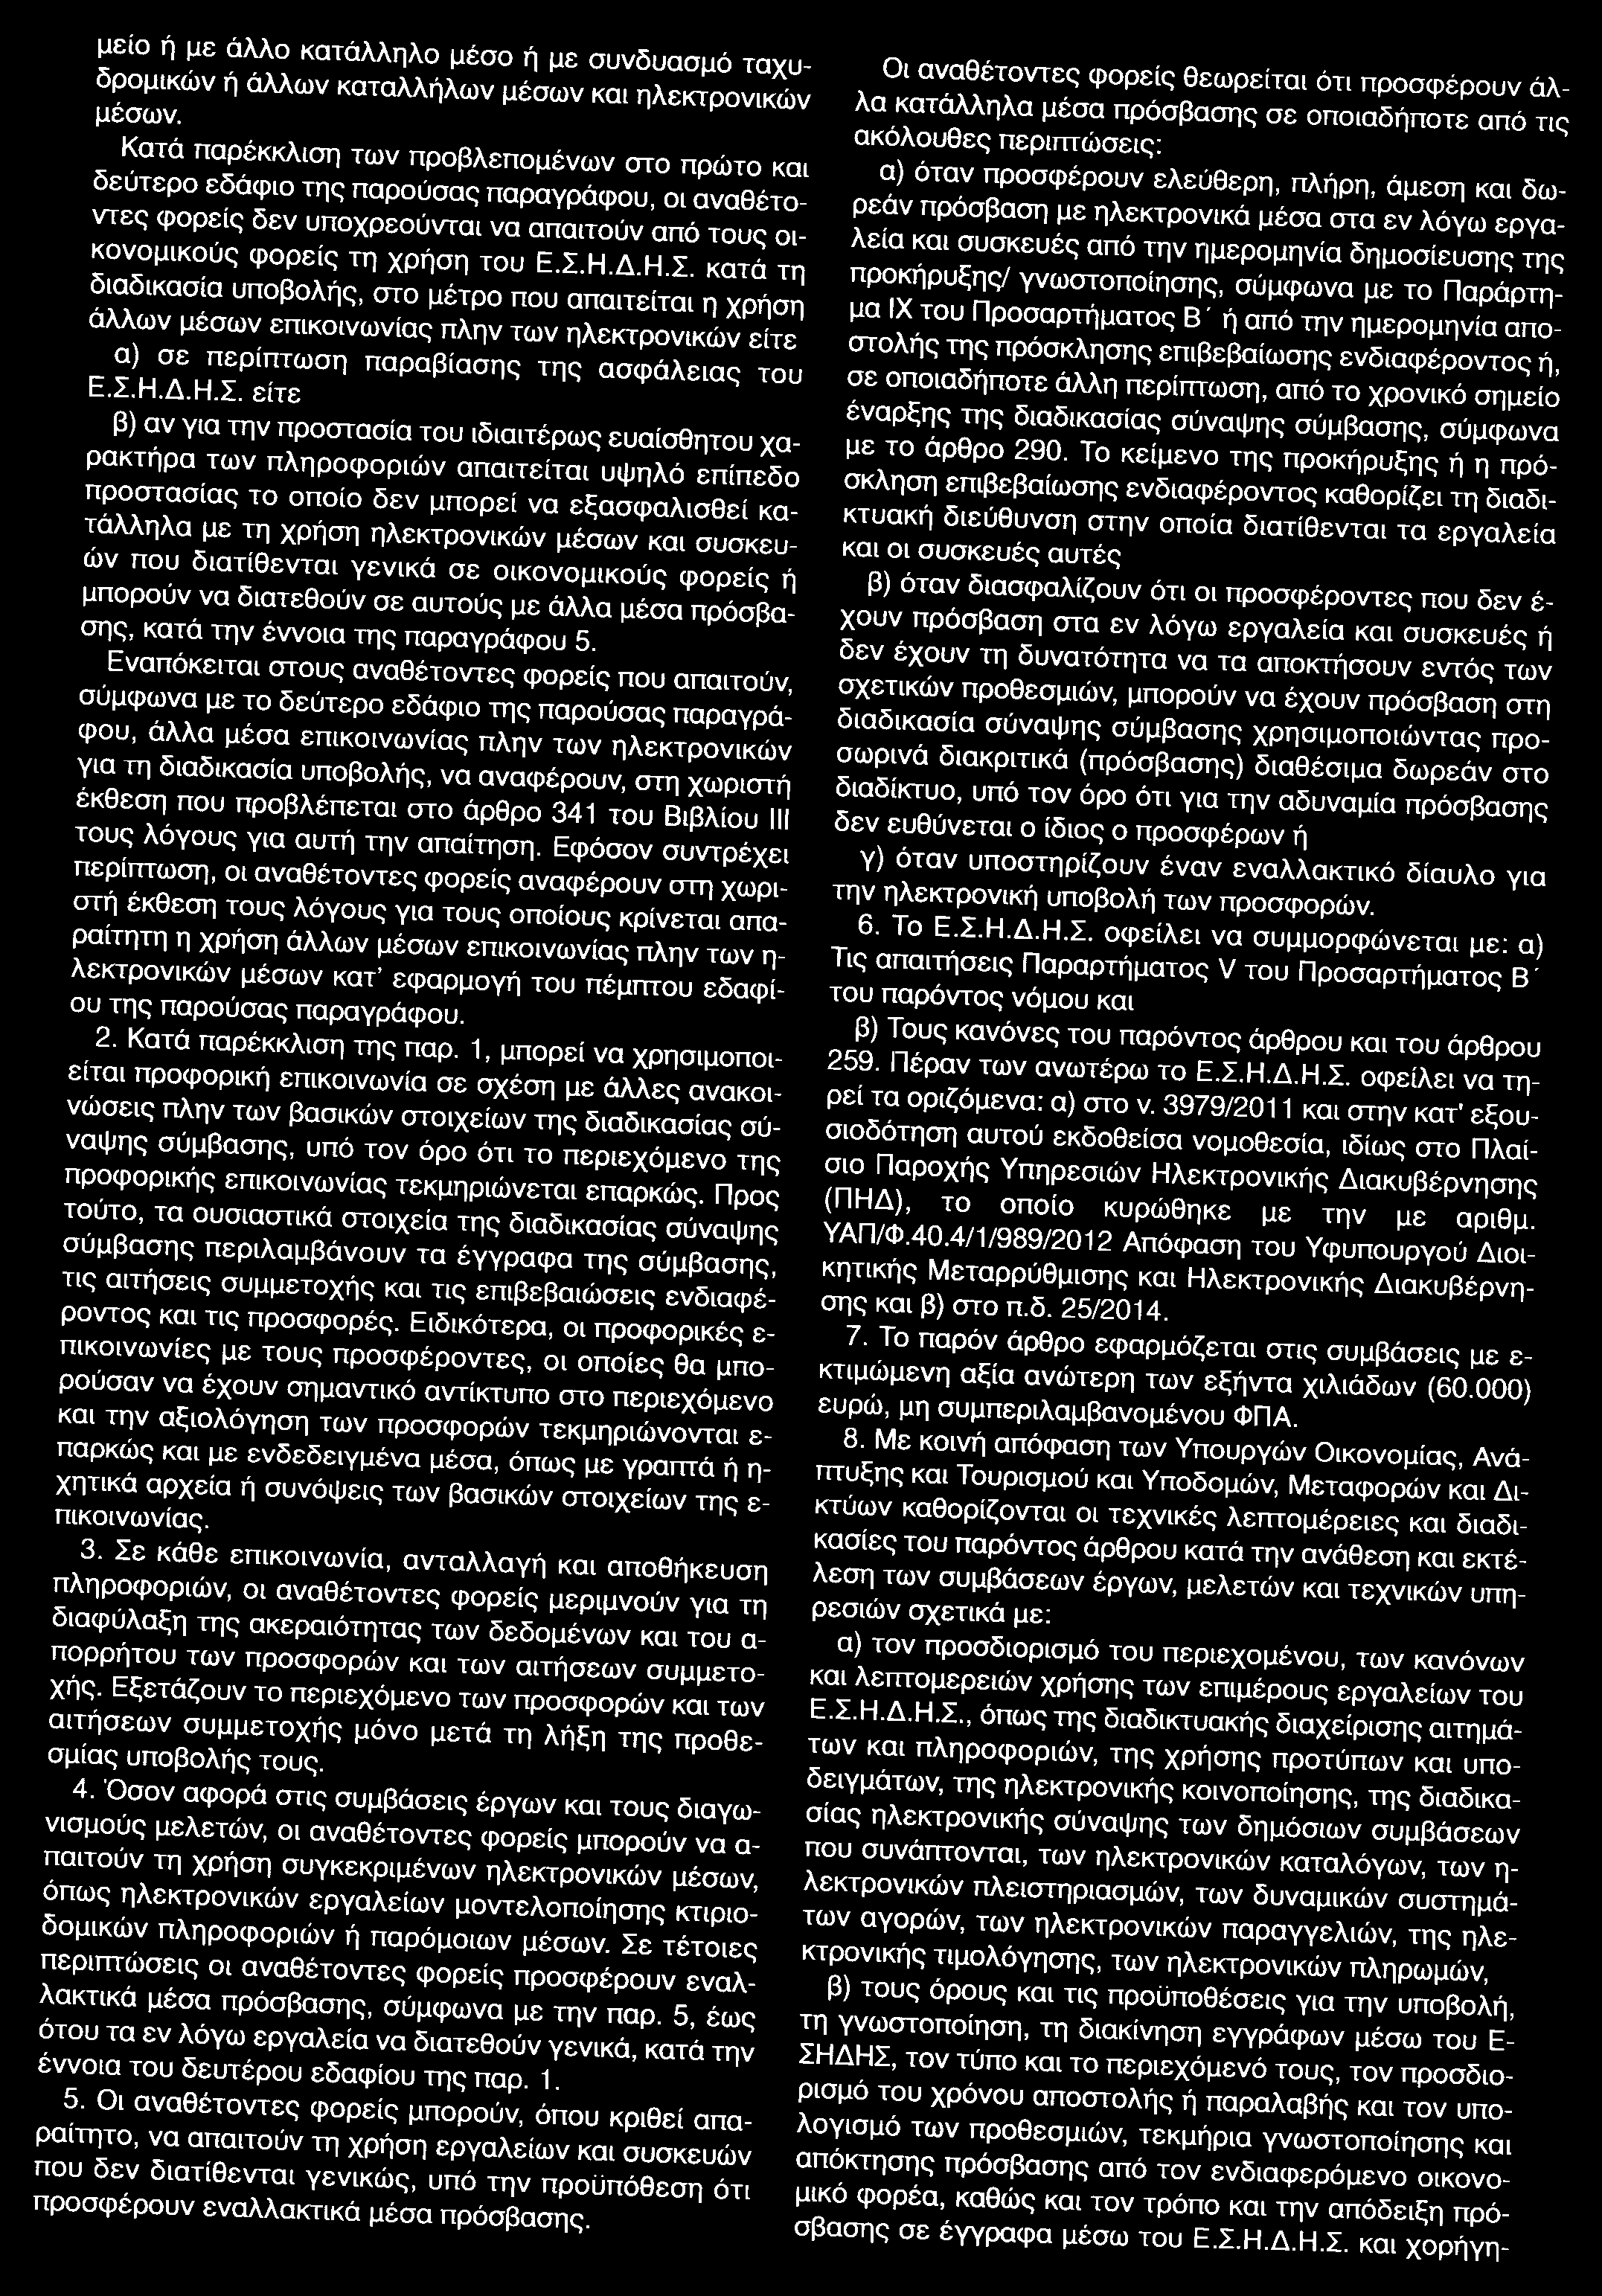 μείο ή με άλλο κατάλληλο μέσο ή με συνδυασμό ταχυ-
δρομικών ή άλλων καταλλήλων μέσων και ηλεκτρονικών
μέσων.
Κατά παρέκκλιση των προβλεπομένων στο πρώτο και
δεύτερο εδάφιο της παρούσας παραγράφου, οι αναθέτο-
ντες φορείς δεν υποχρεούνται να απαιτούν από τους οι-
κονομικούς φορείς τη χρήση του Ε.Σ.Η.Δ.Η.Σ. κατά τη
διαδικασία υποβολής, στο μέτρο που απαιτείται η χρήση
άλλων μέσων επικοινωνίας πλην των ηλεκτρονικών είτε
α) σε περίπτωση παραβίασης της ασφάλειας του
Ε.Σ.Η.Δ.Η.Σ. είτε
β) αν για την προστασία του ιδιαιτέρως ευαίσθητου χα-
ρακτήρα των πληροφοριών απαιτείται υψηλό επίπεδο
προστασίας το οποίο δεν μπορεί να εξασφαλισθεί κα-
τάλληλα με τη χρήση ηλεκτρονικών μέσων και συσκευ-
ών που διατίθενται γενικά σε οικονομικούς φορείς ή
μπορούν να διατεθούν σε αυτούς με άλλα μέσα πρόσβα-
σης, κατά την έννοια της παραγράφου 5.
Εναπόκειται στους αναθέτοντες φορείς που απαιτούν,
σύμφωνα με το δεύτερο εδάφιο της παρούσας παραγρά-
φου, άλλα μέσα επικοινωνίας πλην των ηλεκτρονικών
για τη διαδικασία υποβολής, να αναφέρουν, στη χωριστή
έκθεση που προβλέπεται στο άρθρο 341 του Βιβλίου ΙΙΙ
τους λόγους για αυτή την απαίτηση. Εφόσον συντρέχει
περίπτωση, οι αναθέτοντες φορείς αναφέρουν στη χωρι-
στή έκθεση τους λόγους για τους οποίους κρίνεται απα-
ραίτητη η χρήση άλλων μέσων επικοινωνίας πλην των η-
λεκτρονικών μέσων κατ' εφαρμογή του πέμπτου εδαφί-
ου της παρούσας παραγράφου.
2. Κατά παρέκκλιση της παρ. 1, μπορεί να χρησιμοποι-
είται προφορική επικοινωνία σε σχέση με άλλες ανακοι-
νώσεις πλην των βασικών στοιχείων της διαδικασίας σύ-
ναψης σύμβασης, υπό τον όρο ότι το περιεχόμενο της
προφορικής επικοινωνίας τεκμηριώνεται επαρκώς. Προς
τούτο, τα ουσιαστικά στοιχεία της διαδικασίας σύναψης
σύμβασης περιλαμβάνουν τα έγγραφα της σύμβασης,
τις αιτήσεις συμμετοχής και τις επιβεβαιώσεις ενδιαφέ-
ροντος και τις προσφορές. Ειδικότερα, οι προφορικές ε-
πικοινωνίες με τους προσφέροντες, οι οποίες θα μπο-
ρούσαν να έχουν σημαντικό αντίκτυπο στο περιεχόμενο
και την αξιολόγηση των προσφορών τεκμηριώνονται ε-
παρκώς και με ενδεδειγμένα μέσα, όπως με γραπτά ή η-
χητικά αρχεία ή συνόψεις των βασικών στοιχείων της ε-
πικοινωνίας.
3. Σε κάθε επικοινωνία, ανταλλαγή και αποθήκευση
πληροφοριών, οι αναθέτοντες φορείς μεριμνούν για τη
διαφύλαξη της ακεραιότητας των δεδομένων και του α-
πορρήτου των προσφορών και των αιτήσεων συμμετο-
χής. Εξετάζουν το περιεχόμενο των προσφορών και των
αιτήσεων συμμετοχής μόνο μετά τη λήξη της προθε-
σμίας υποβολής τους.
4. Όσον αφορά στις συμβάσεις έργων και τους διαγω-
νισμούς μελετών, οι αναθέτοντες φορείς μπορούν να α-
παιτούν τη χρήση συγκεκριμένων ηλεκτρονικών μέσων,
όπως ηλεκτρονικών εργαλείων μοντελοποίησης κτιριο-
δομικών πληροφοριών ή παρόμοιων μέσων. Σε τέτοιες
περιπτώσεις οι αναθέτοντες φορείς προσφέρουν εναλ-
λακτικά μέσα πρόσβασης, σύμφωνα με την παρ. 5, έως
ότου τα εν λόγω εργαλεία να διατεθούν γενικά, κατά την
έννοια του δευτέρου εδαφίου της παρ. 1.
5. Οι αναθέτοντες φορείς μπορούν, όπου κριθεί απα-
ραίτητο, να απαιτούν τη χρήση εργαλείων και συσκευών
που δεν διατίθενται γενικώς, υπό την προϋπόθεση ότι
προσφέρουν εναλλακτικά μέσα πρόσβασης.
Οι αναθέτοντες φορείς θεωρείται ότι προσφέρουν άλ-
λα κατάλληλα μέσα πρόσβασης σε οποιαδήποτε από τις
ακόλουθες περιπτώσεις:
α) όταν προσφέρουν ελεύθερη, πλήρη, άμεση και δω-
ρεάν πρόσβαση με ηλεκτρονικά μέσα στα εν λόγω εργα-
λεία και συσκευές από την ημερομηνία δημοσίευσης της
προκήρυξης/ γνωστοποίησης, σύμφωνα με το Παράρτη-
μα ΙΧ του Προσαρτήματος Β΄ ή από την ημερομηνία απο-
στολής της πρόσκλησης επιβεβαίωσης ενδιαφέροντος ή,
σε οποιαδήποτε άλλη περίπτωση, από το χρονικό σημείο
έναρξης της διαδικασίας σύναψης σύμβασης, σύμφωνα
με το άρθρο 290. Το κείμενο της προκήρυξης ή η πρό-
σκληση επιβεβαίωσης ενδιαφέροντος καθορίζει τη διαδι-
κτυακή διεύθυνση στην οποία διατίθενται τα εργαλεία
και οι συσκευές αυτές
β) όταν διασφαλίζουν ότι οι προσφέροντες που δεν έ-
χουν πρόσβαση στα εν λόγω εργαλεία και συσκευές ή
δεν έχουν τη δυνατότητα να τα αποκτήσουν εντός των
σχετικών προθεσμιών, μπορούν να έχουν πρόσβαση στη
διαδικασία σύναψης σύμβασης χρησιμοποιώντας προ-
σωρινά διακριτικά (πρόσβασης) διαθέσιμα δωρεάν στο
διαδίκτυο, υπό τον όρο ότι για την αδυναμία πρόσβασης
δεν ευθύνεται ο ίδιος ο προσφέρων ή
γ) όταν υποστηρίζουν έναν εναλλακτικό δίαυλο για
την ηλεκτρονική υποβολή των προσφορών.
6. Το Ε.Σ.Η.Δ.Η.Σ. οφείλει να συμμορφώνεται με: α)
Τις απαιτήσεις Παραρτήματος V του Προσαρτήματος Β΄
του παρόντος νόμου και
β) Τους κανόνες του παρόντος άρθρου και του άρθρου
259. Πέραν των ανωτέρω το Ε.Σ.Η.Δ.Η.Σ. οφείλει να τη-
ρεί τα οριζόμενα: α) στο ν. 3979/2011 και στην κατ' εξου-
σιοδότηση αυτού εκδοθείσα νομοθεσία, ιδίως στο Πλαί-
σιο Παροχής Υπηρεσιών Ηλεκτρονικής Διακυβέρνησης
(ΠΗΔ), το οποίο κυρώθηκε με την με αριθμ.
ΥΑΠ/Φ.40.4/1/989/2012 Απόφαση του Υφυπουργού Διοι-
κητικής Μεταρρύθμισης και Ηλεκτρονικής Διακυβέρνη-
σης και β) στο π.δ. 25/2014.
7. Το παρόν άρθρο εφαρμόζεται στις συμβάσεις με ε-
κτιμώμενη αξία ανώτερη των εξήντα χιλιάδων (60.000)
ευρώ, μη συμπεριλαμβανομένου ΦΠΑ.
8. Με κοινή απόφαση των Υπουργών Οικονομίας, Ανά-
πτυξης και Τουρισμού και Υποδομών, Μεταφορών και Δι-
κτύων καθορίζονται οι τεχνικές λεπτομέρειες και διαδι-
κασίες του παρόντος άρθρου κατά την ανάθεση και εκτέ-
λεση των συμβάσεων έργων, μελετών και τεχνικών υπη-
ρεσιών σχετικά με:
α) τον προσδιορισμό του περιεχομένου, των κανόνων
και λεπτομερειών χρήσης των επιμέρους εργαλείων του
Ε.Σ.Η.Δ.Η.Σ., όπως της διαδικτυακής διαχείρισης αιτημά-
των και πληροφοριών, της χρήσης προτύπων και υπο-
δειγμάτων, της ηλεκτρονικής κοινοποίησης, της διαδικα-
σίας ηλεκτρονικής σύναψης των δημόσιων συμβάσεων
που συνάπτονται, των ηλεκτρονικών καταλόγων, των η-
λεκτρονικών πλειστηριασμών, των δυναμικών συστημά-
των αγορών, των ηλεκτρονικών παραγγελιών, της ηλε-
κτρονικής τιμολόγησης, των ηλεκτρονικών πληρωμών,
β) τους όρους και τις προϋποθέσεις για την υποβολή,
τη γνωστοποίηση, τη διακίνηση εγγράφων μέσω του Ε-
ΣΗΔΗΣ, τον τύπο και το περιεχόμενό τους, τον προσδιο-
ρισμό του χρόνου αποστολής ή παραλαβής και τον υπο-
λογισμό των προθεσμιών, τεκμήρια γνωστοποίησης και
απόκτησης πρόσβασης από τον ενδιαφερόμενο οικονο-
μικό φορέα, καθώς και τον τρόπο και την απόδειξη πρό-
σβασης σε έγγραφα μέσω του Ε.Σ.Η.Δ.Η.Σ. και χορήγη-